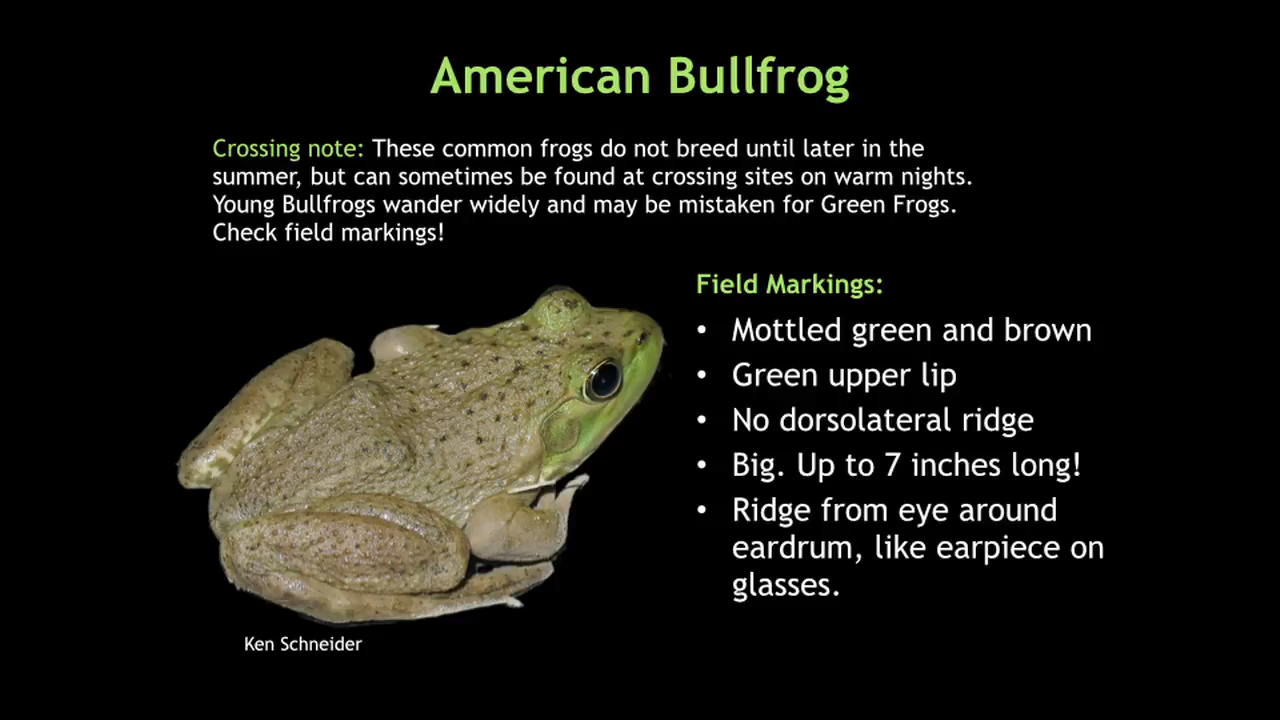 American Bullfrog
Crossing note: These common frogs do not breed until later in the
summer, but can sometimes be found at crossing sites on warm nights.
Young Bullfrogs wander widely and may be mistaken for Green Frogs.
Check field markings!
Field Markings:
• Mottled green and brown
• Green upper lip
• No dorsolateral ridge
• Big. Up to 7 inches long!
• Ridge from eye around
eardrum, like earpiece on
glasses.
Ken Schneider